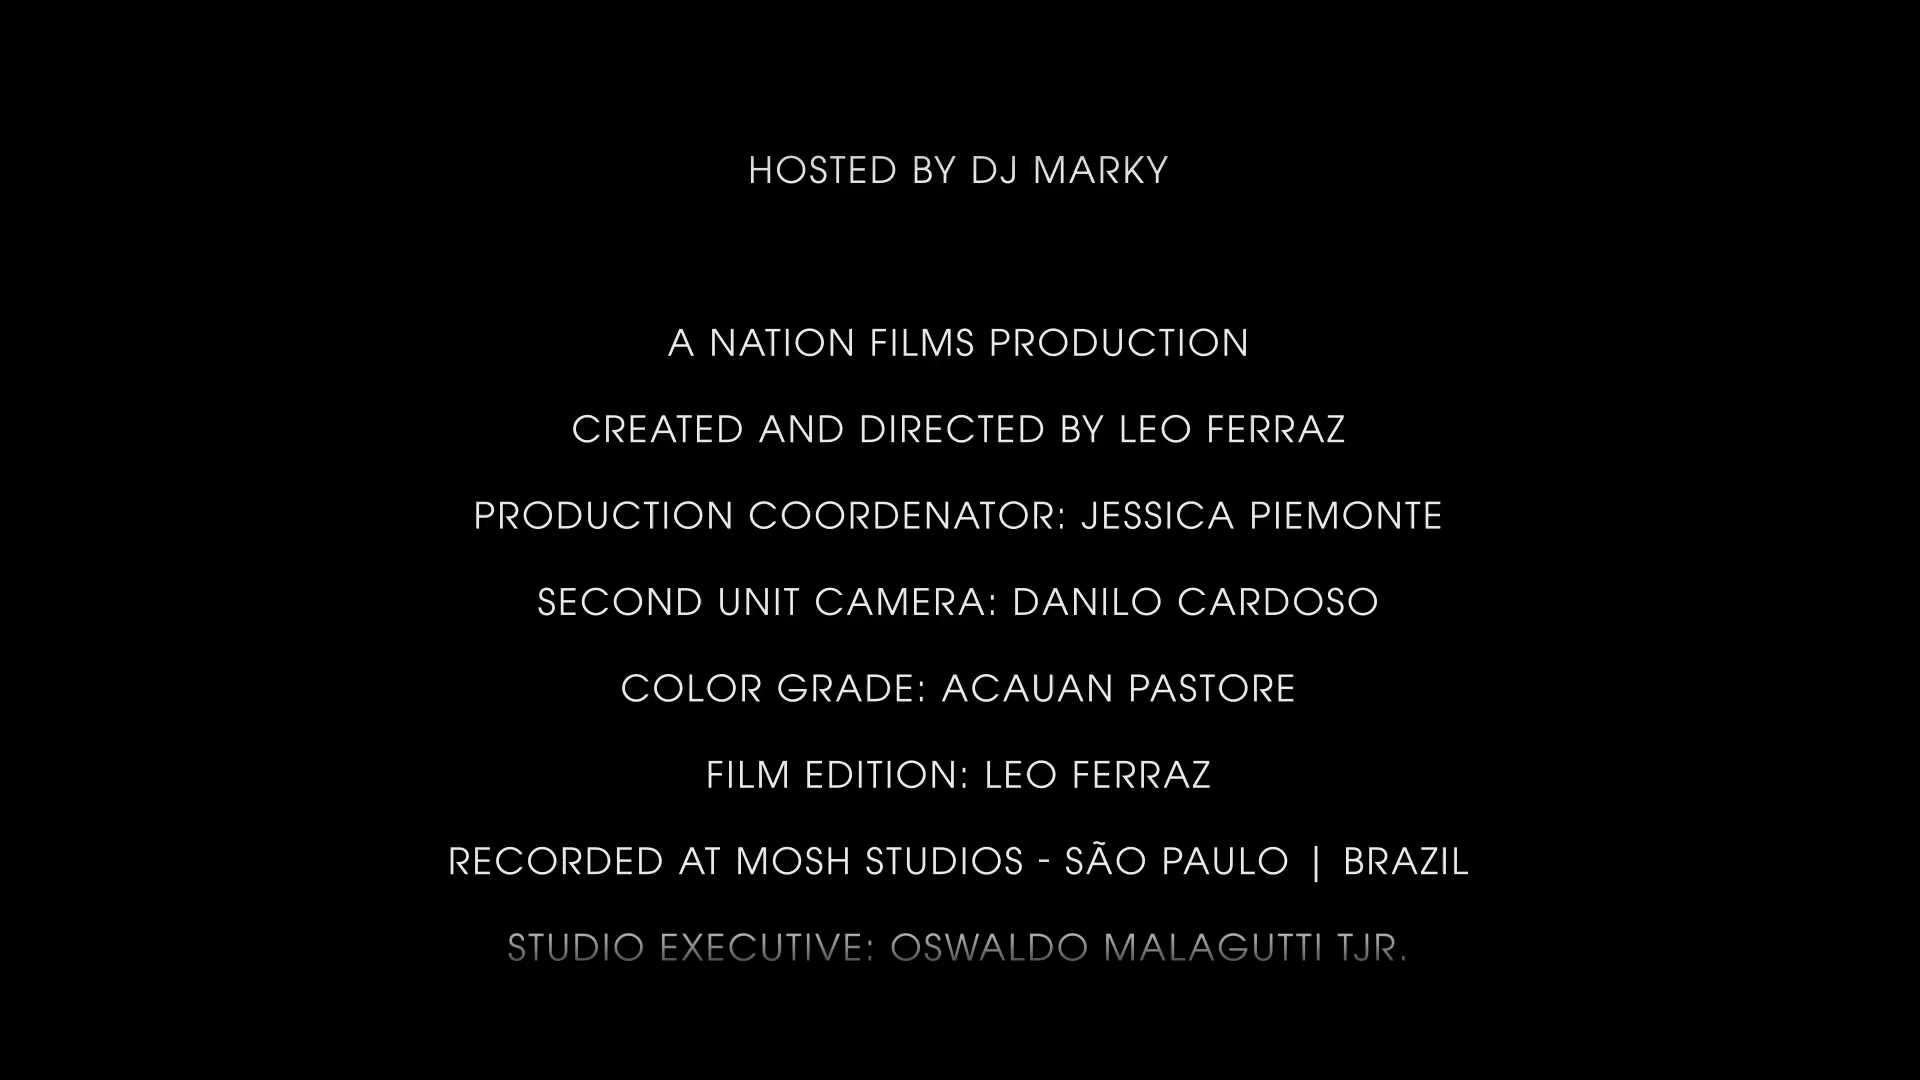 HOSTED BY DJ MARKY
A NATION FILMS PRODUCTION
CREATED AND DIRECTED BY LEO FERRAZ
PRODUCTION COORDENATOR: JESSICA PIEMONTE
SECOND UNIT CAMERA: DANILO CARDOSO
COLOR GRADE: ACAUAN PASTORE
FILM EDITION: LEO FERRAZ
RECORDED AT MOSH STUDIOS - SÃO PAULO | BRAZIL
STUDIO EXECUTIVE: OSWALDO MALAGUTTI TJR.